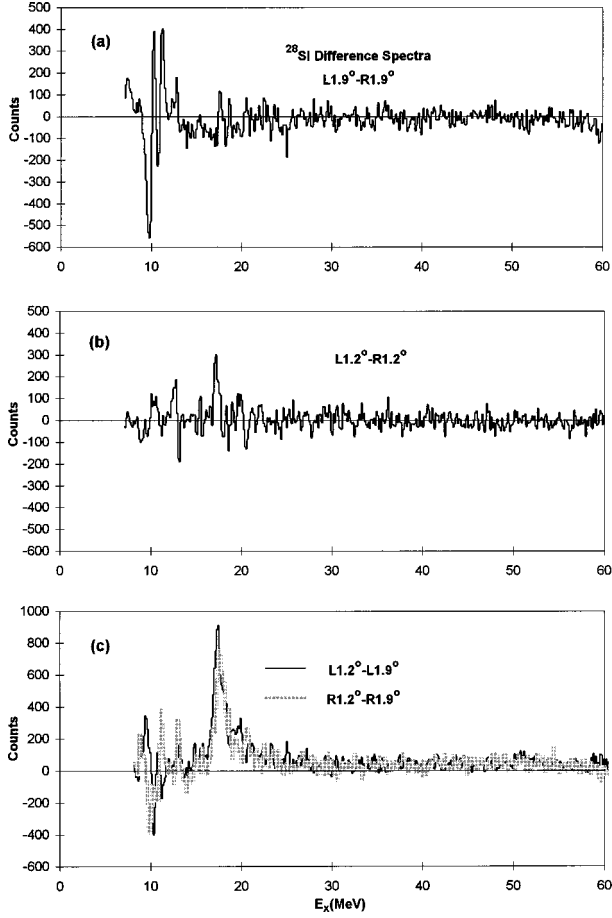 500
400
300
200
100
0
-100
-200
-300
-400
-500
-600
Counts
(a)
²⁸Si Difference Spectra
L1.9°-R1.9°
0 10 20 30 40 50 60
500
400
300
200
100
0
-100
-200
-300
-400
-500
-600
Counts
(b)
L1.2°-R1.2°
0 10 20 30 40 50 60
1000
800
600
400
200
0
-200
-400
-600
Counts
(c)
L1.2°-L1.9°
R1.2°-R1.9°
0 10 20 30 40 50 60
Eₓ(MeV)